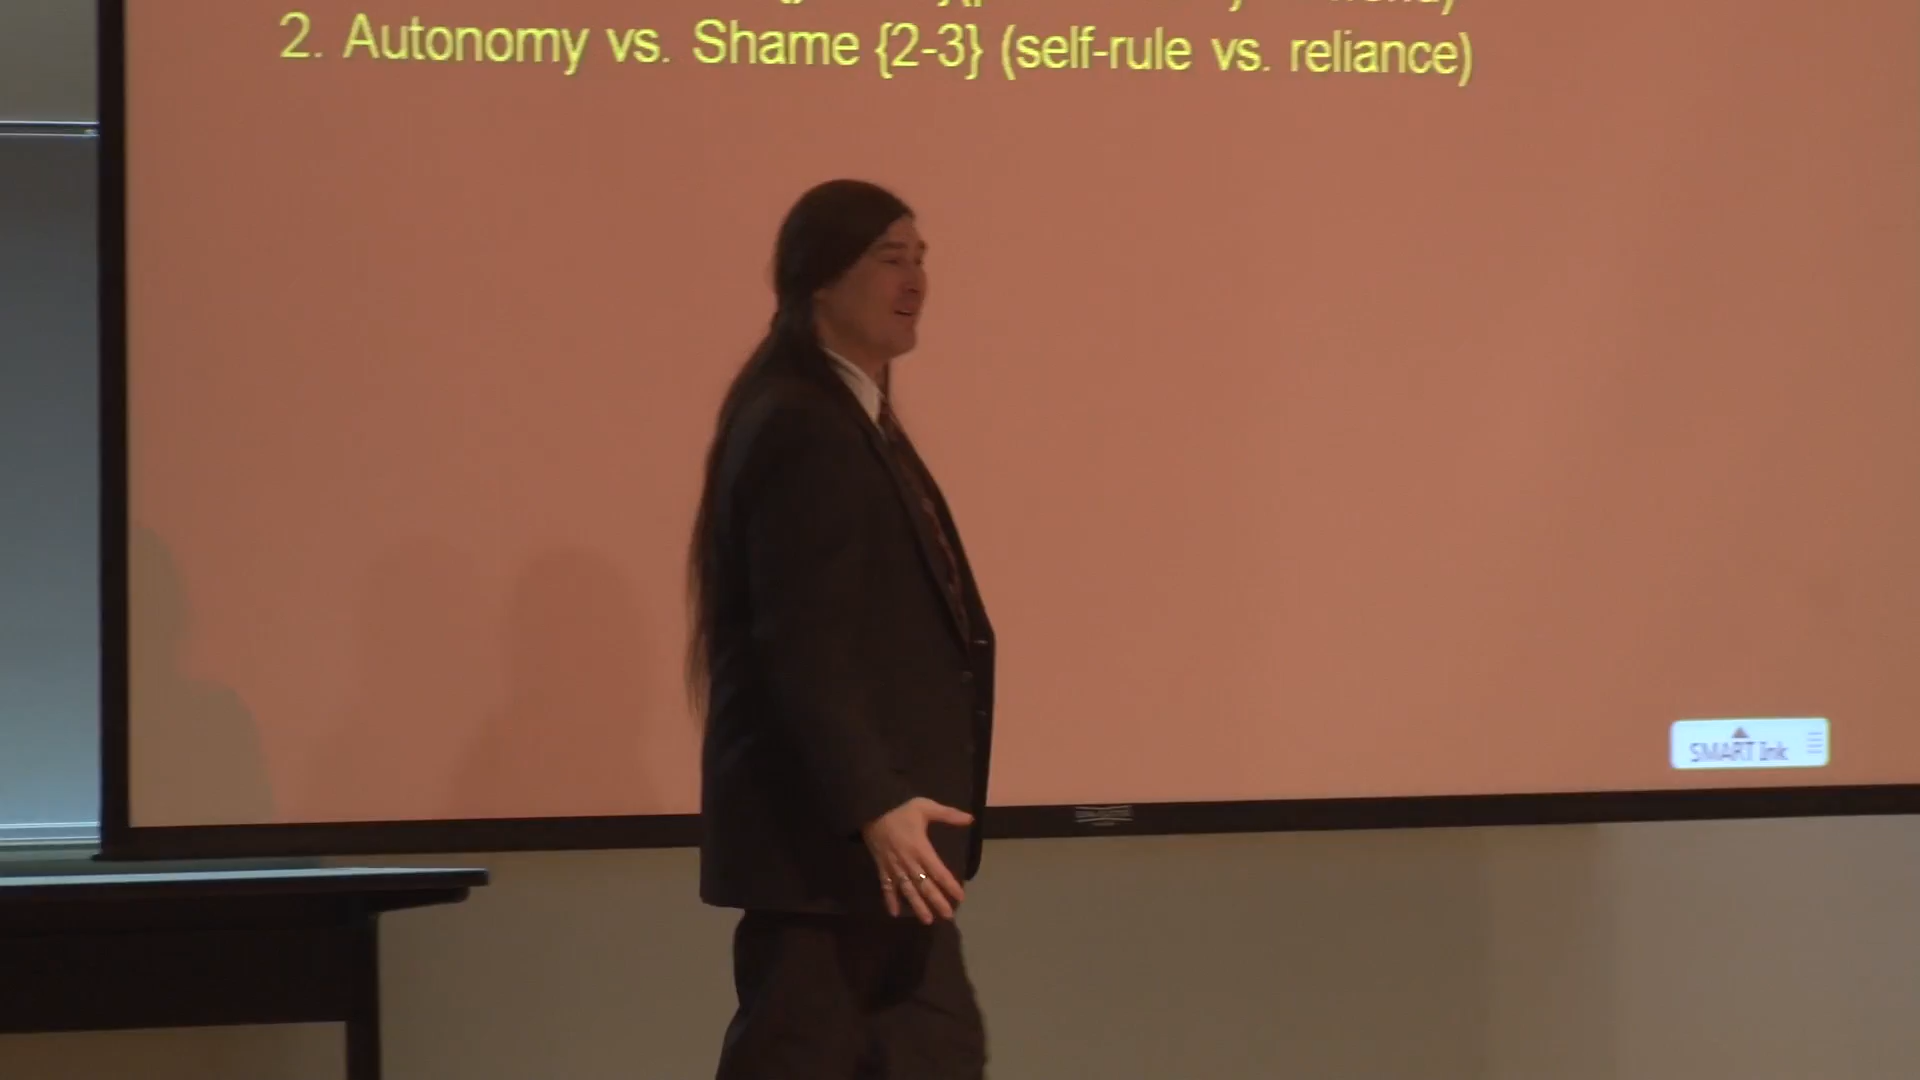 2. Autonomy vs. Shame {2-3} (self-rule vs. reliance)
SMART Ink